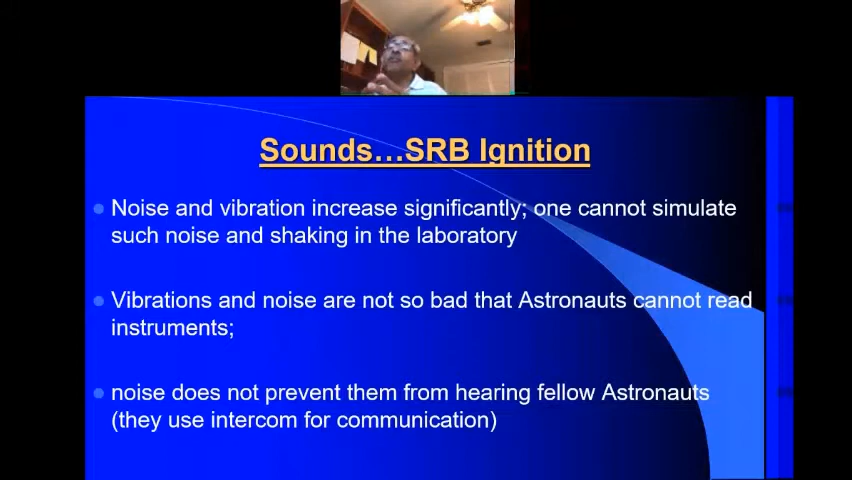 Sounds…SRB Ignition
Noise and vibration increase significantly; one cannot simulate
such noise and shaking in the laboratory
Vibrations and noise are not so bad that Astronauts cannot read
instruments;
noise does not prevent them from hearing fellow Astronauts
(they use intercom for communication)